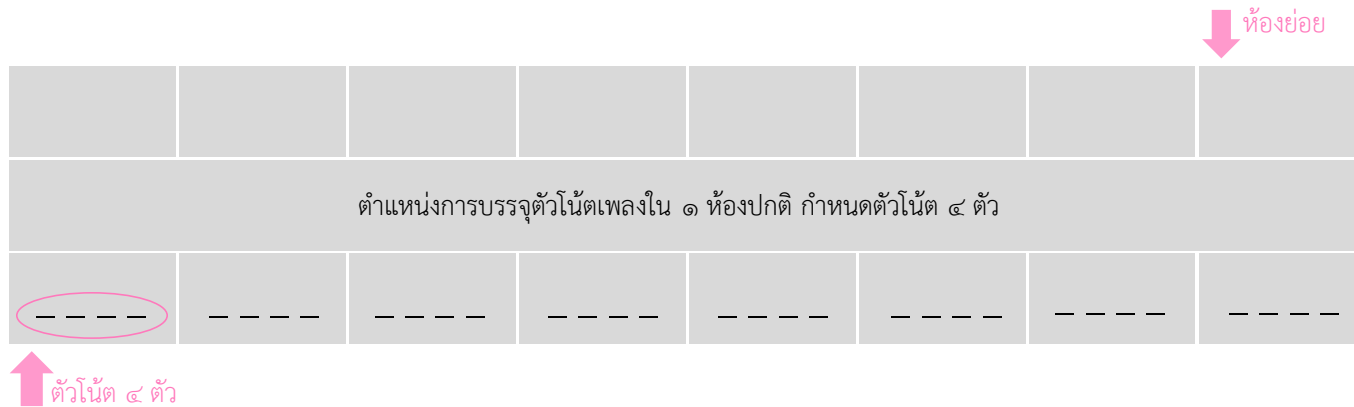 ห้องย่อย
ตำแหน่งการบรรจุตัวโน้ตเพลงใน ๑ ห้องปกติ กำหนดตัวโน้ต ๔ ตัว
_ _ _ _ _ _ _ _ _ _ _ _ _ _ _ _ _ _ _ _ _ _ _ _ _ _ _ _ _ _ _ _
ตัวโน้ต ๔ ตัว